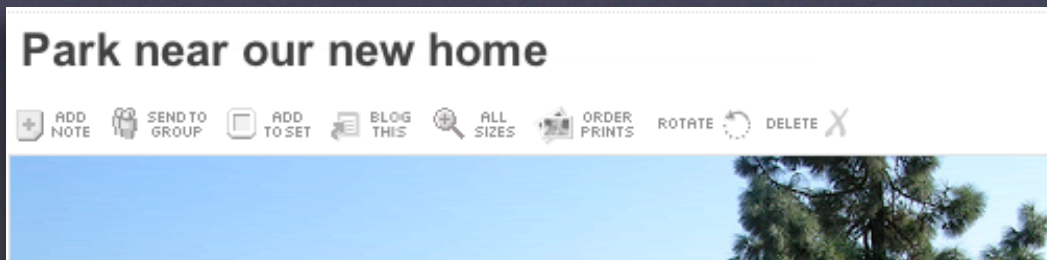 Park near our new home
ADD
NOTE
SEND TO
GROUP
ADD
TO SET
BLOG
THIS
ALL
SIZES
ORDER
PRINTS
ROTATE
DELETE